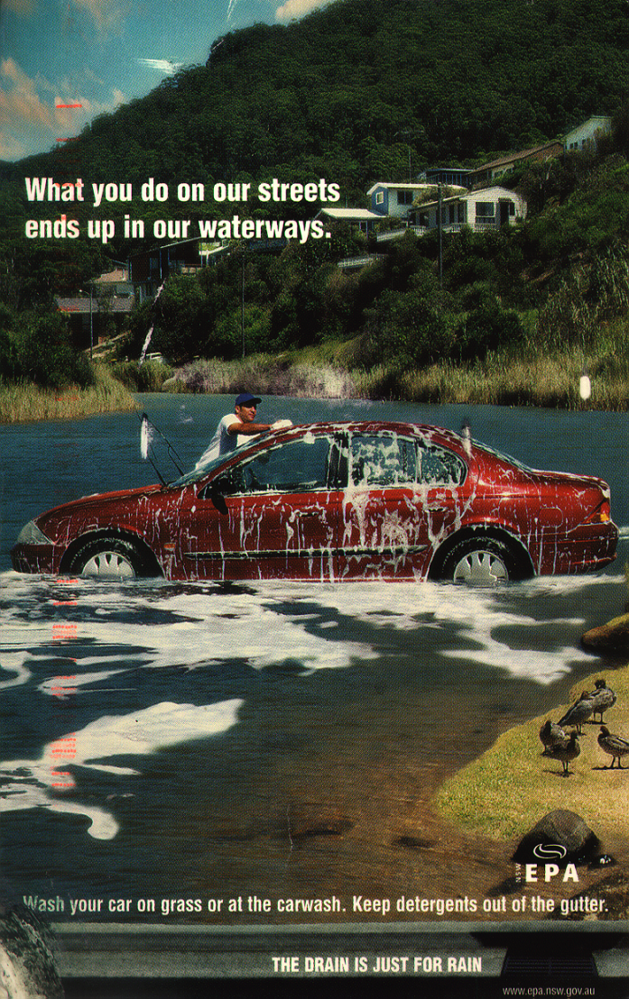 What you do on our streets
ends up in our waterways.
NSW EPA
Wash your car on grass or at the carwash. Keep detergents out of the gutter.
THE DRAIN IS JUST FOR RAIN
www.epa.nsw.gov.au